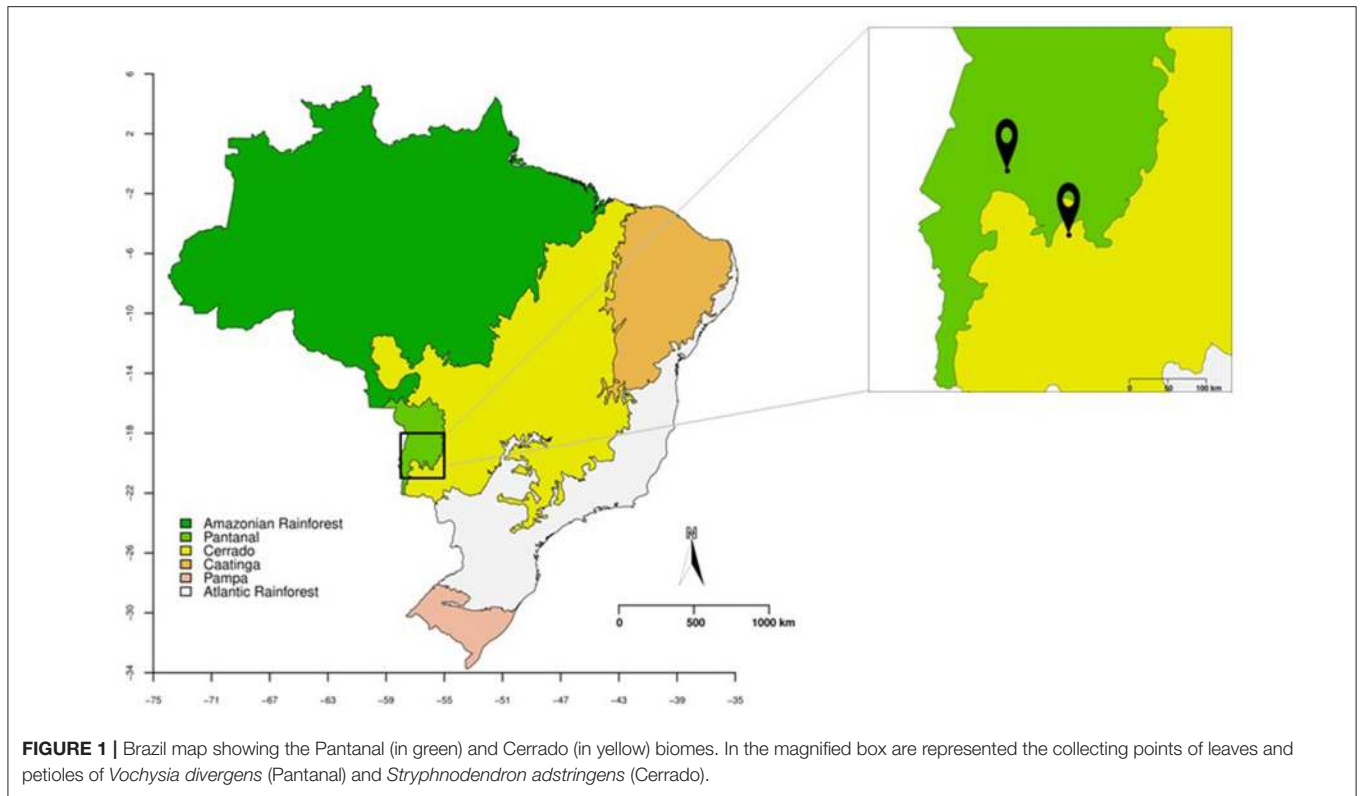 6
2
-2
-6
-10
-14
-18
-22
-26
-30
-34
Amazonian Rainforest
Pantanal
Cerrado
Caatinga
Pampa
Atlantic Rainforest
N
0 500 1000 km
0 50 100 km
-75 -71 -67 -63 -59 -55 -51 -47 -43 -39 -35
FIGURE 1 | Brazil map showing the Pantanal (in green) and Cerrado (in yellow) biomes. In the magnified box are represented the collecting points of leaves and
petioles of Vochysia divergens (Pantanal) and Stryphnodendron adstringens (Cerrado).